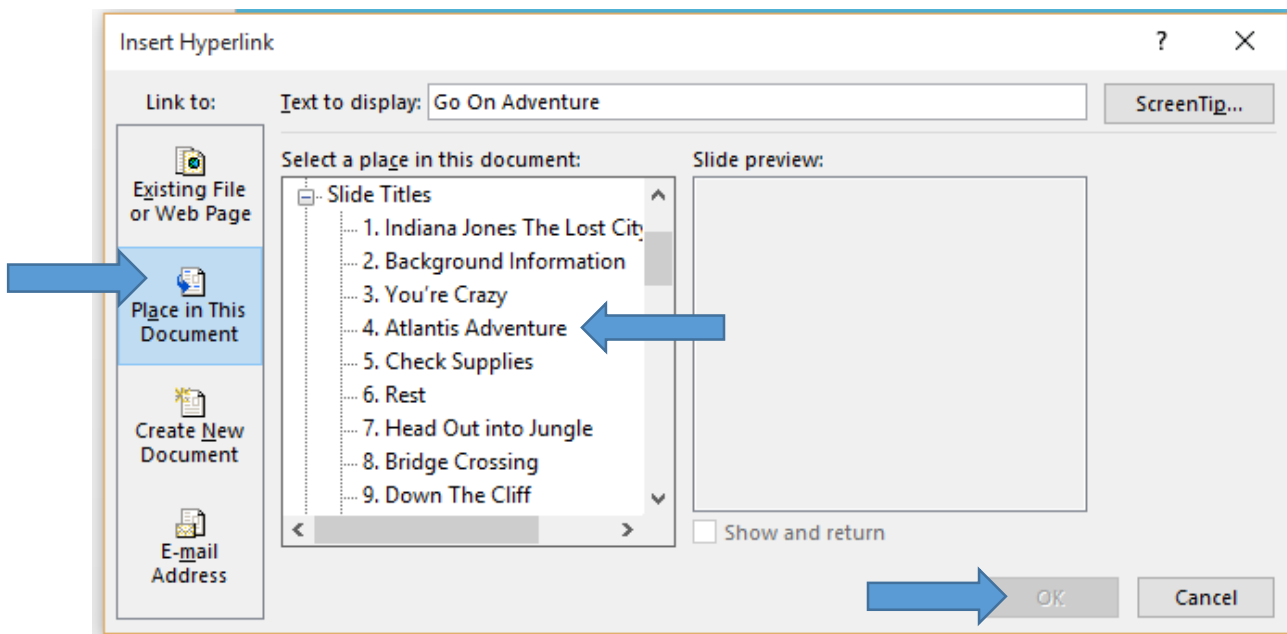 Insert Hyperlink
?
Link to:
Text to display: Go On Adventure
ScreenTip...
Existing File
or Web Page
Place in This
Document
Create New
Document
E-mail
Address
Select a place in this document:
Slide Titles
1. Indiana Jones The Lost City
2. Background Information
3. You're Crazy
4. Atlantis Adventure
5. Check Supplies
6. Rest
7. Head Out into Jungle
8. Bridge Crossing
9. Down The Cliff
Slide preview:
Show and return
OK
Cancel